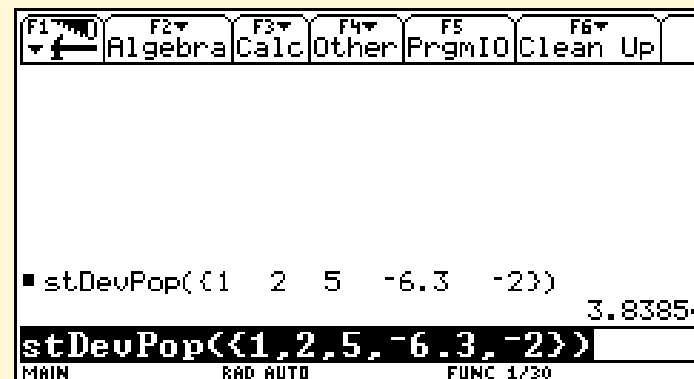 F1 F2 F3 F4 F5 F6
Algebra Calc Other PrgmIO Clean Up
▪ stDevPop({1 2 5 ⁻6.3 ⁻2})
3.8385
stDevPop({1,2,5,⁻6.3,⁻2})
MAIN RAD AUTO FUNC 1/30